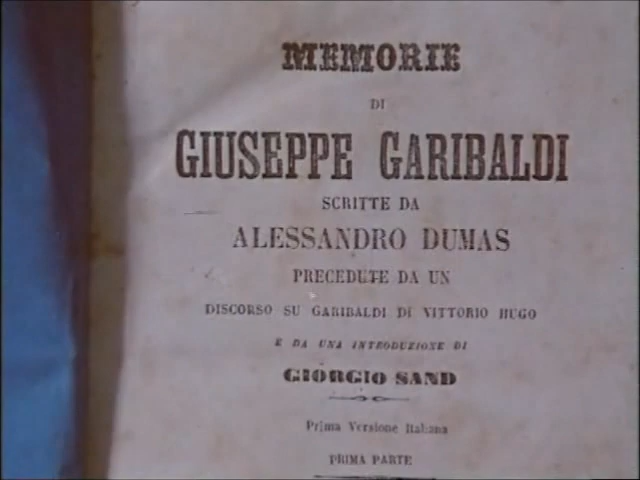 MEMORIE
DI
GIUSEPPE GARIBALDI
SCRITTE DA
ALESSANDRO DUMAS
PRECEDUTE DA UN
DISCORSO SU GARIBALDI DI VITTORIO HUGO
E DA UNA INTRODUZIONE DI
GIORGIO SAND
Prima Versione Italiana
PRIMA PARTE